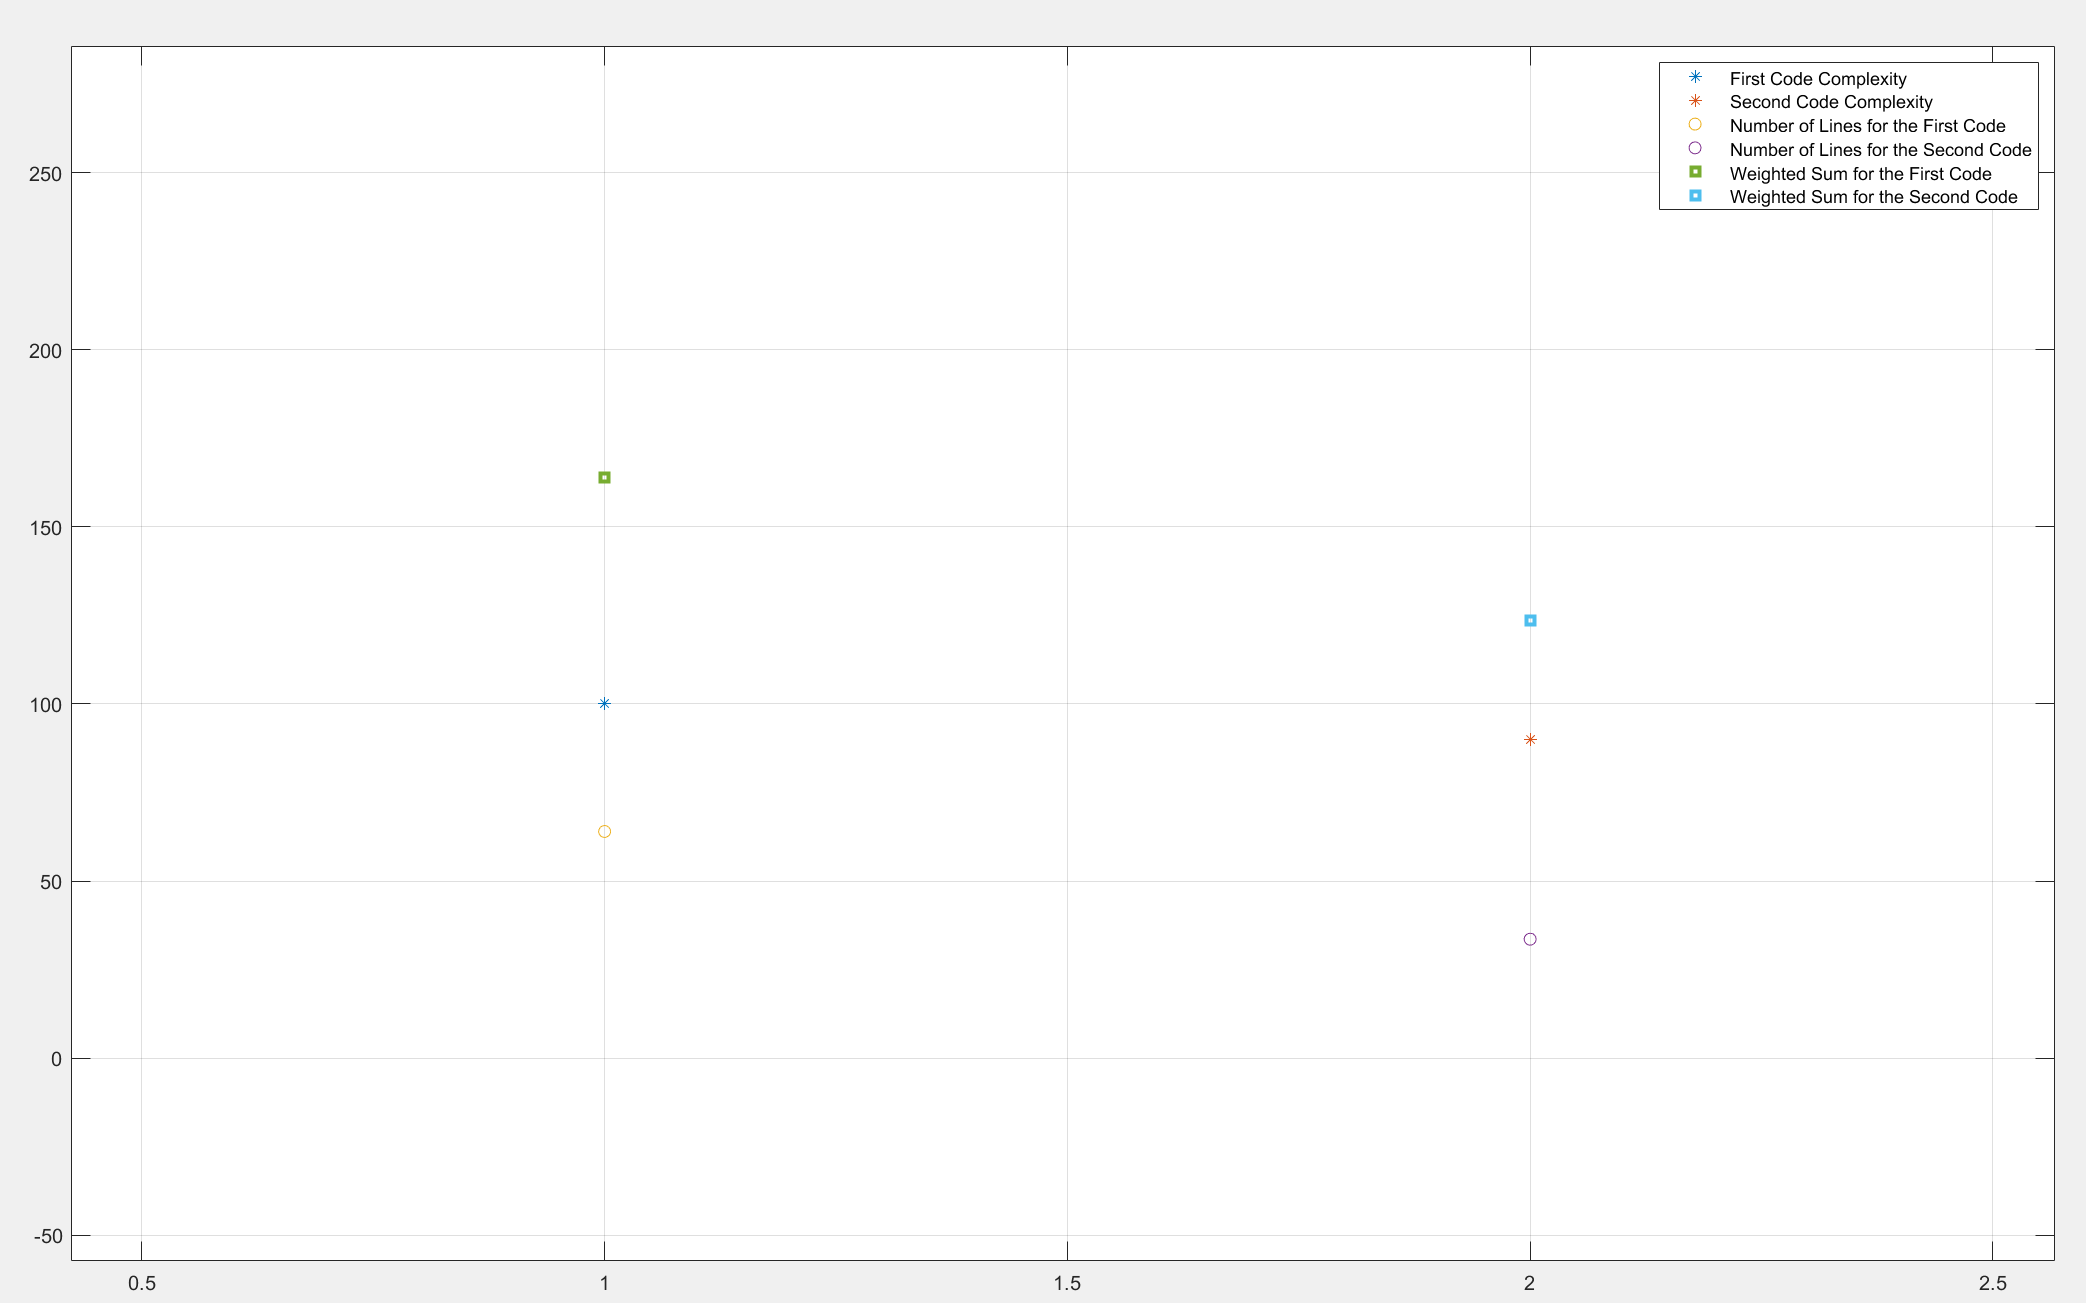 First Code Complexity
Second Code Complexity
Number of Lines for the First Code
Number of Lines for the Second Code
Weighted Sum for the First Code
Weighted Sum for the Second Code
250
200
150
100
50
0
-50
0.5 1 1.5 2 2.5